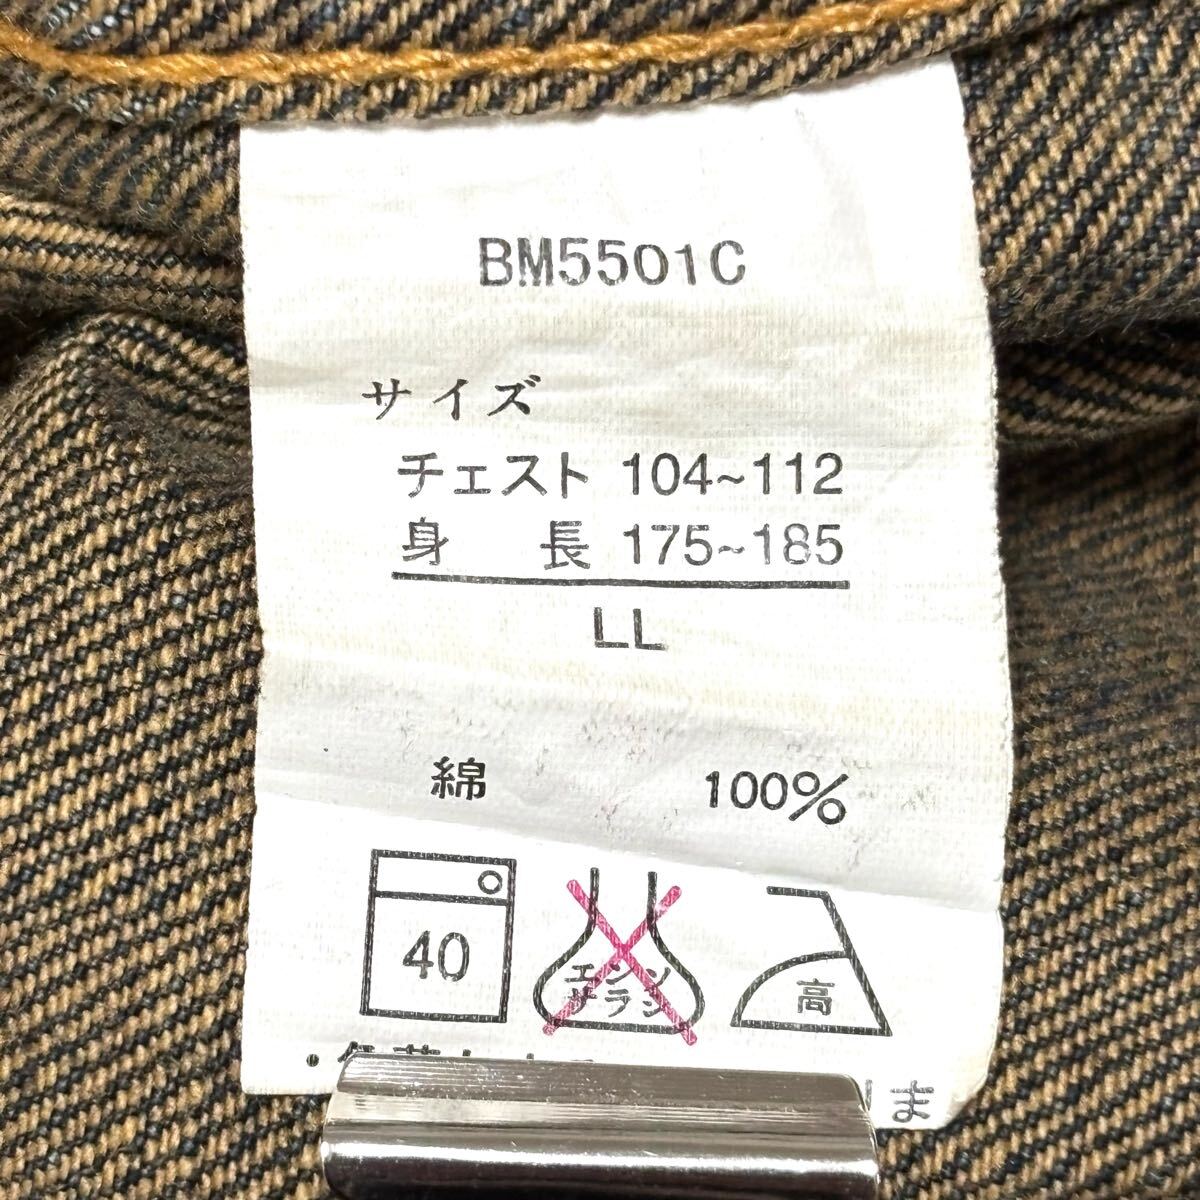 BM5501C
サイズ
チェスト 104~112
身 長 175~185
LL
綿 100%
40
エンソ
サラシ
高
ま